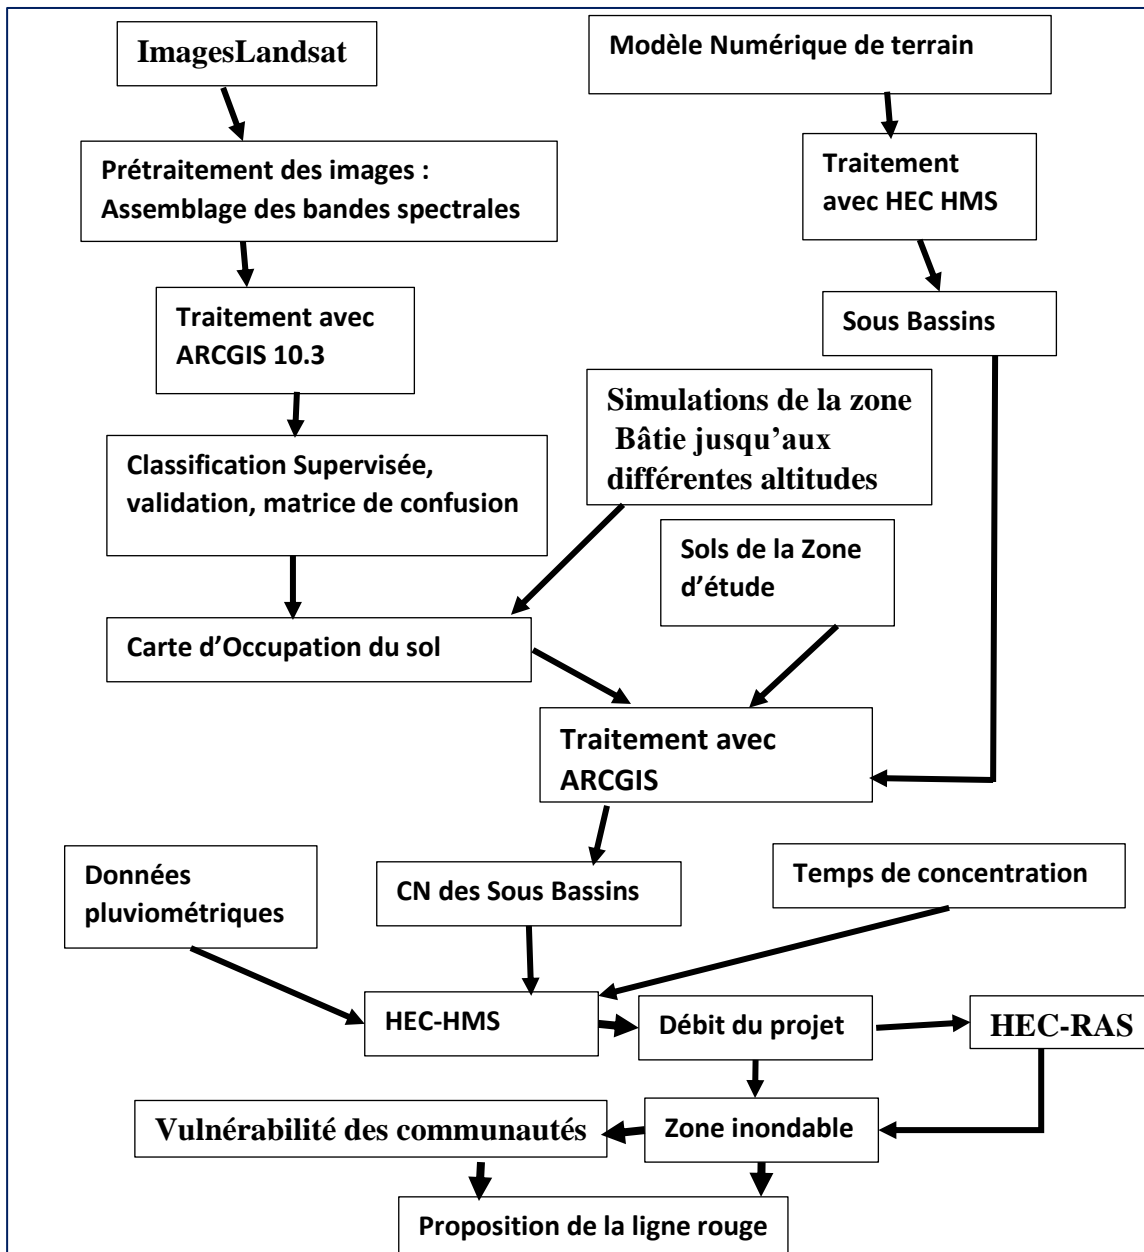 ImagesLandsat
Modèle Numérique de terrain
Prétraitement des images :
Assemblage des bandes spectrales
Traitement
avec HEC HMS
Traitement avec
ARCGIS 10.3
Sous Bassins
Simulations de la zone
Bâtie jusqu’aux
différentes altitudes
Classification Supervisée,
validation, matrice de confusion
Sols de la Zone
d’étude
Carte d’Occupation du sol
Traitement avec
ARCGIS
Données
pluviométriques
CN des Sous Bassins
Temps de concentration
HEC-HMS
Débit du projet
HEC-RAS
Vulnérabilité des communautés
Zone inondable
Proposition de la ligne rouge